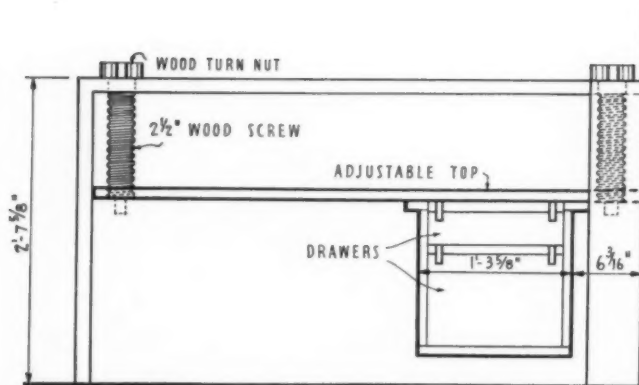 WOOD TURN NUT
2½" WOOD SCREW
ADJUSTABLE TOP
2'-7⅝"
DRAWERS
1'-3⅝"
6³⁄₁₆"